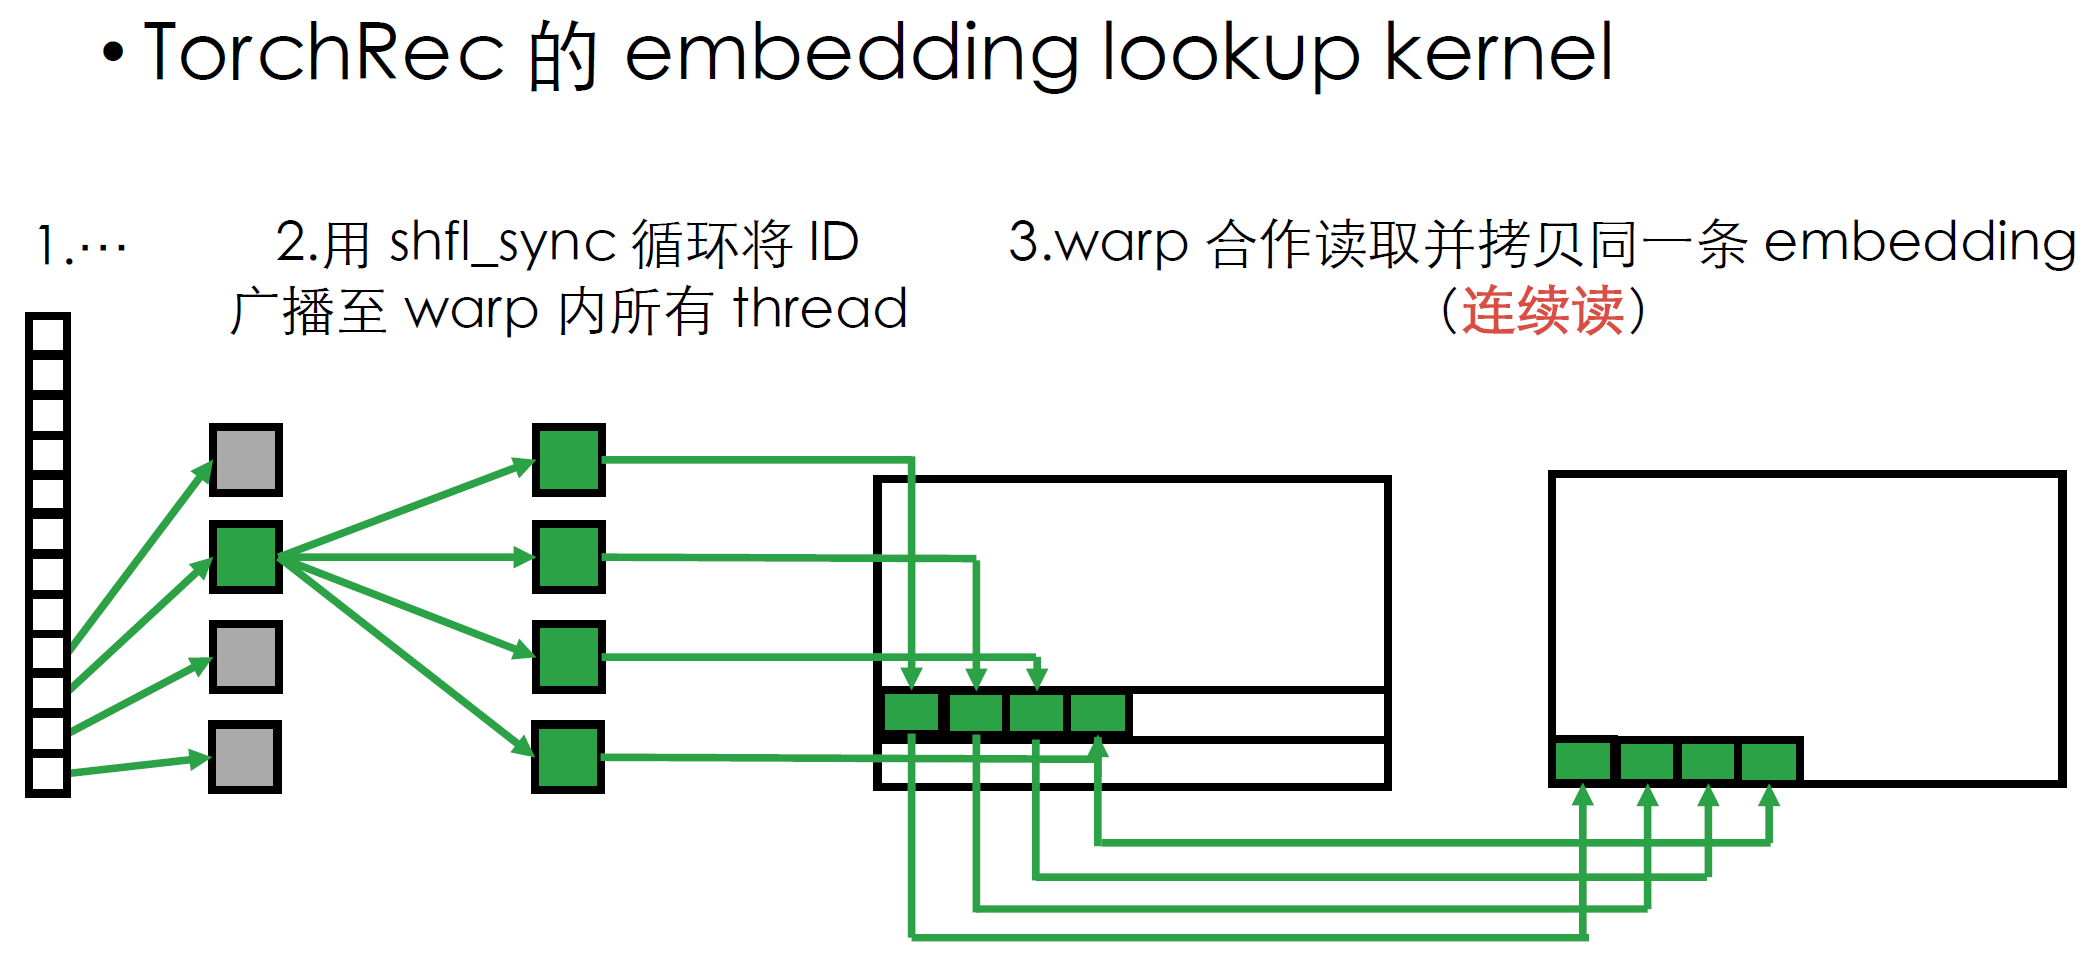 • TorchRec 的 embedding lookup kernel
1.…
2.用 shfl_sync 循环将 ID
广播至 warp 内所有 thread
3.warp 合作读取并拷贝同一条 embedding
（连续读）